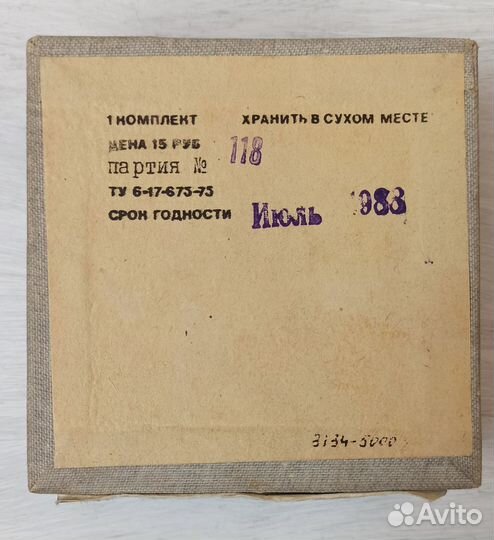 1 КОМПЛЕКТ ХРАНИТЬ В СУХОМ МЕСТЕ
ЦЕНА 15 РУБ
партия № 118
ТУ 6-17-673-75
СРОК ГОДНОСТИ Июль 1988
3134-5000
Avito